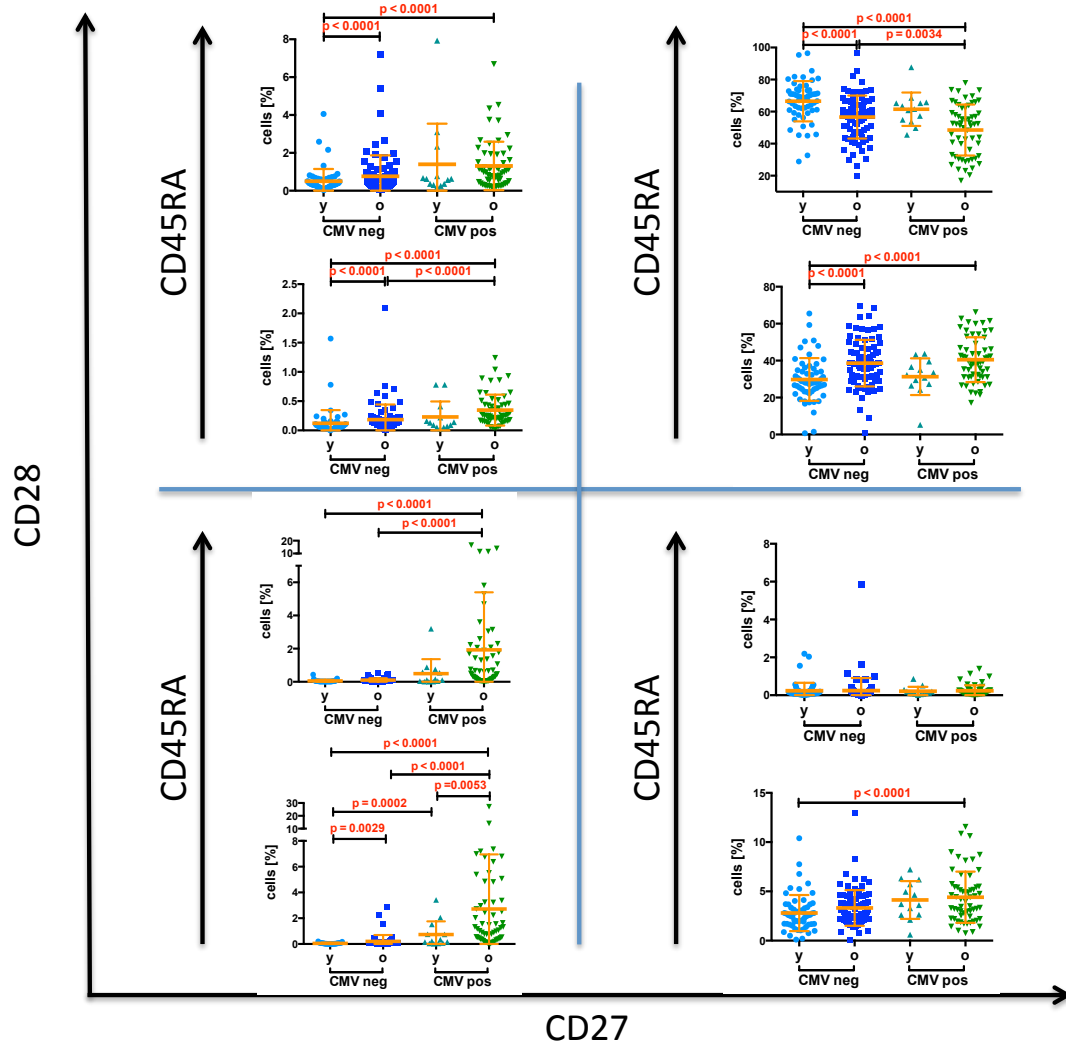 CD28
CD27
CD45RA
p < 0.0001
p < 0.0001
cells [%]
8
6
4
2
0
y
o
y
o
CMV neg
CMV pos
p < 0.0001
p < 0.0001
p < 0.0001
cells [%]
2.5
2.0
1.5
1.0
0.5
0.0
y
o
y
o
CMV neg
CMV pos
CD45RA
p < 0.0001
p < 0.0001
p = 0.0034
cells [%]
100
80
60
40
20
y
o
y
o
CMV neg
CMV pos
p < 0.0001
p < 0.0001
cells [%]
80
60
40
20
0
y
o
y
o
CMV neg
CMV pos
CD45RA
p < 0.0001
p < 0.0001
cells [%]
20
10
6
4
2
0
y
o
y
o
CMV neg
CMV pos
p < 0.0001
p < 0.0001
p =0.0053
p = 0.0002
p = 0.0029
cells [%]
30
20
10
8
6
4
2
0
y
o
y
o
CMV neg
CMV pos
CD45RA
cells [%]
8
6
4
2
0
y
o
y
o
CMV neg
CMV pos
p < 0.0001
cells [%]
15
10
5
0
y
o
y
o
CMV neg
CMV pos